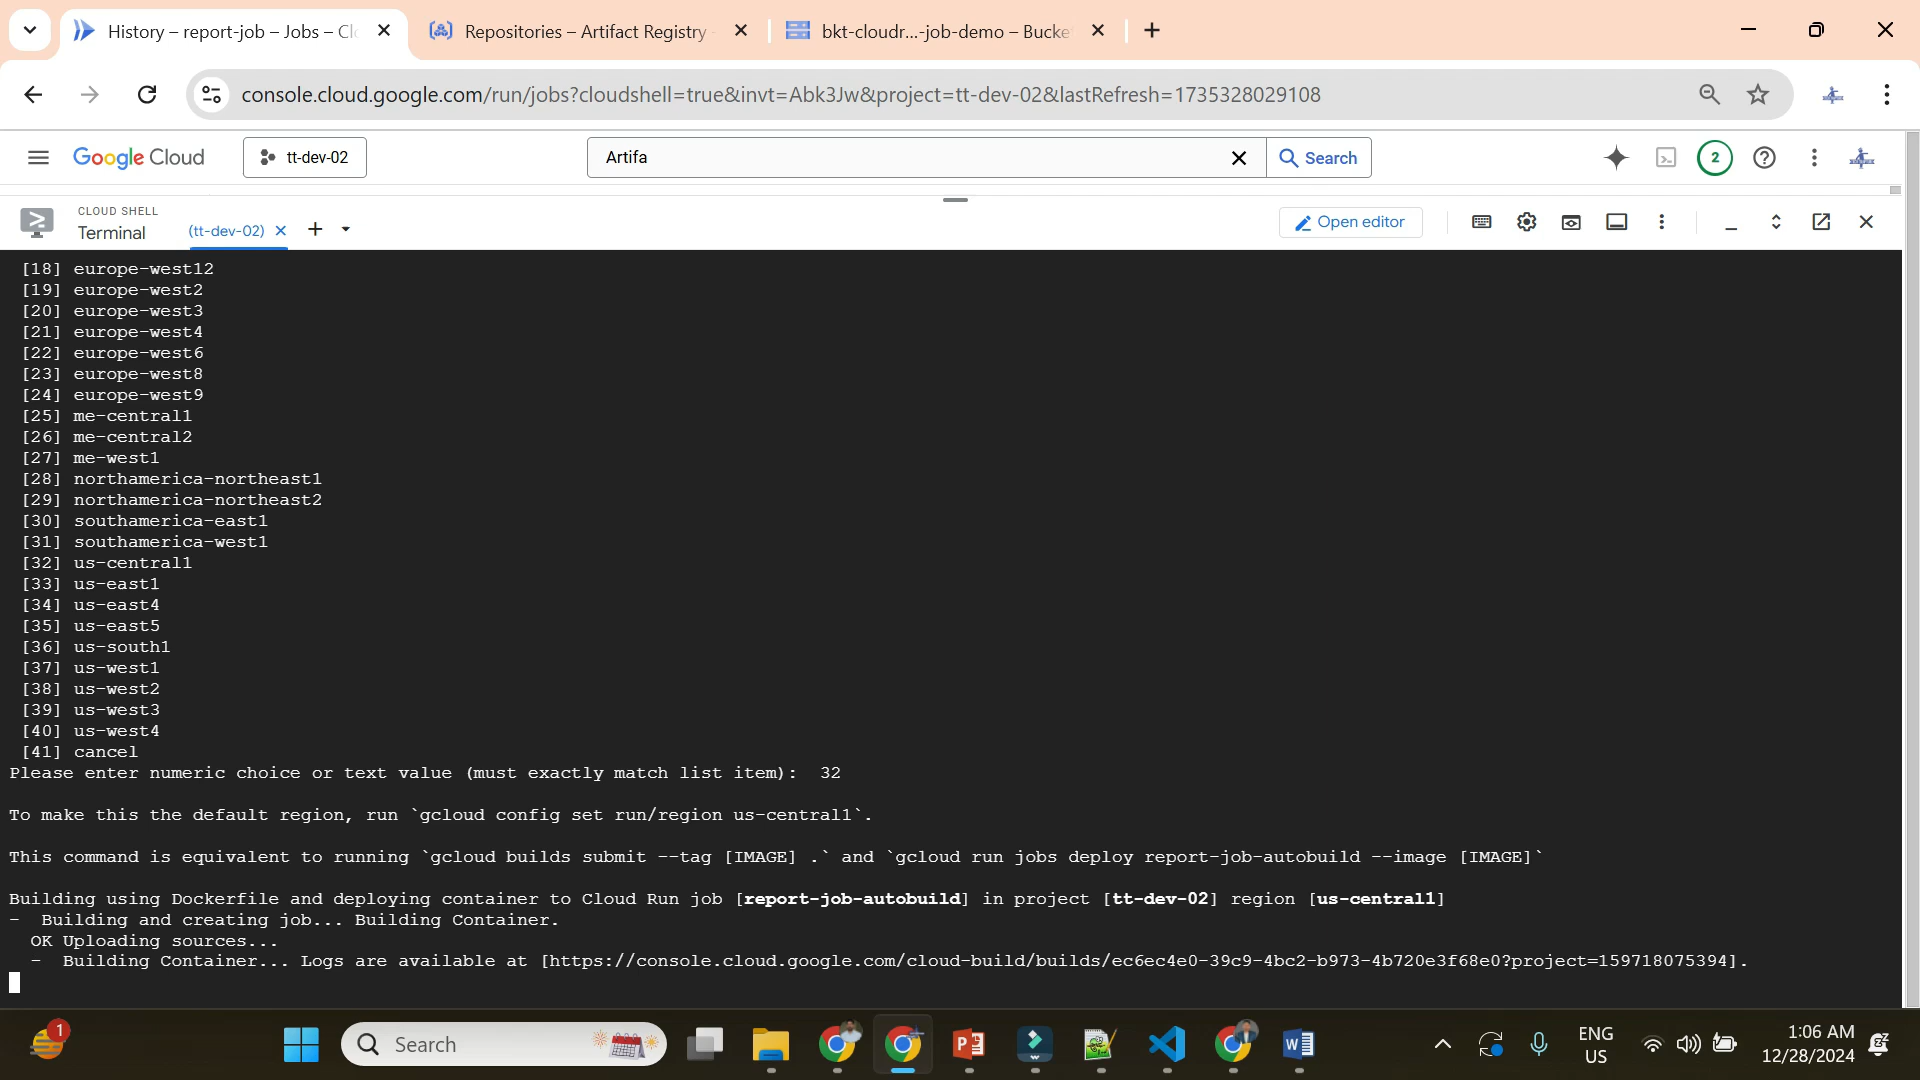 History – report-job – Jobs – Cl
Repositories – Artifact Registry
bkt-cloudr...-job-demo – Bucke
console.cloud.google.com/run/jobs?cloudshell=true&invt=Abk3Jw&project=tt-dev-02&lastRefresh=1735328029108
Google Cloud
tt-dev-02
Artifa
Search
2
CLOUD SHELL
Terminal
(tt-dev-02)
Open editor
[18] europe-west12
[19] europe-west2
[20] europe-west3
[21] europe-west4
[22] europe-west6
[23] europe-west8
[24] europe-west9
[25] me-central1
[26] me-central2
[27] me-west1
[28] northamerica-northeast1
[29] northamerica-northeast2
[30] southamerica-east1
[31] southamerica-west1
[32] us-central1
[33] us-east1
[34] us-east4
[35] us-east5
[36] us-south1
[37] us-west1
[38] us-west2
[39] us-west3
[40] us-west4
[41] cancel
Please enter numeric choice or text value (must exactly match list item):  32
To make this the default region, run `gcloud config set run/region us-central1`.
This command is equivalent to running `gcloud builds submit --tag [IMAGE] .` and `gcloud run jobs deploy report-job-autobuild --image [IMAGE]`
Building using Dockerfile and deploying container to Cloud Run job [report-job-autobuild] in project [tt-dev-02] region [us-central1]
-  Building and creating job... Building Container.
OK Uploading sources...
-  Building Container... Logs are available at [https://console.cloud.google.com/cloud-build/builds/ec6ec4e0-39c9-4bc2-b973-4b720e3f68e0?project=159718075394].
1
Search
ENG
US
1:06 AM
12/28/2024